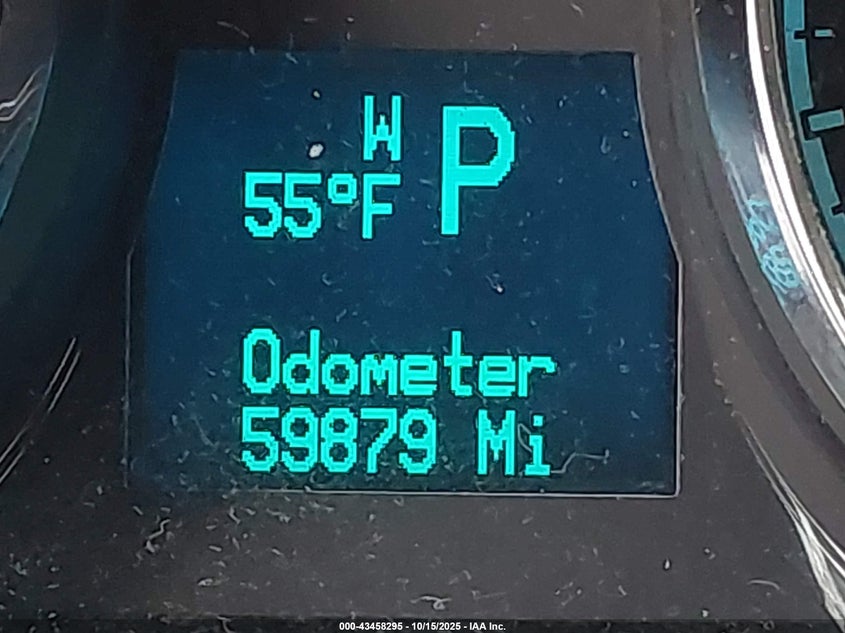 W P
55°F
Odometer
59879 Mi
000-43458295 - 10/15/2025 - IAA Inc.